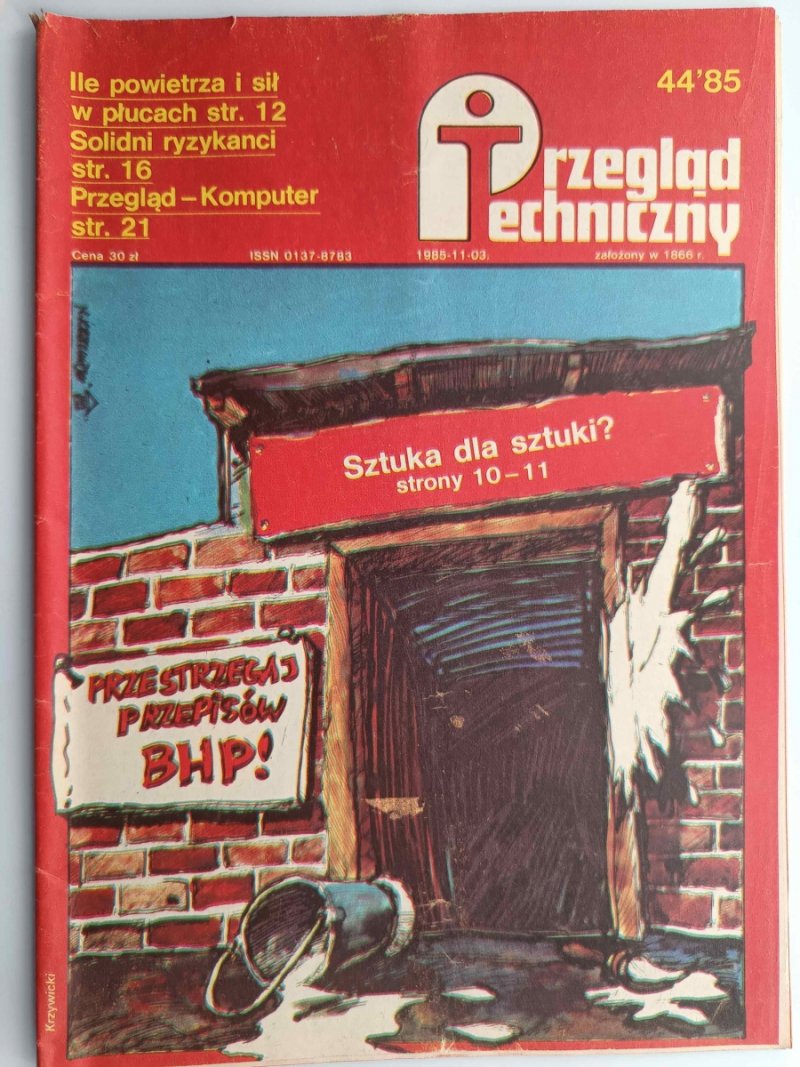 Ile powietrza i sił
w płucach str. 12
Solidni ryzykanci
str. 16
Przegląd – Komputer
str. 21
44'85
Przegląd
Techniczny
Cena 30 zł
ISSN 0137-8783
1985-11-03.
założony w 1866 r.
Sztuka dla sztuki?
strony 10 – 11
PRZESTRZEGAJ
PRZEPISÓW
BHP!
Krzywicki